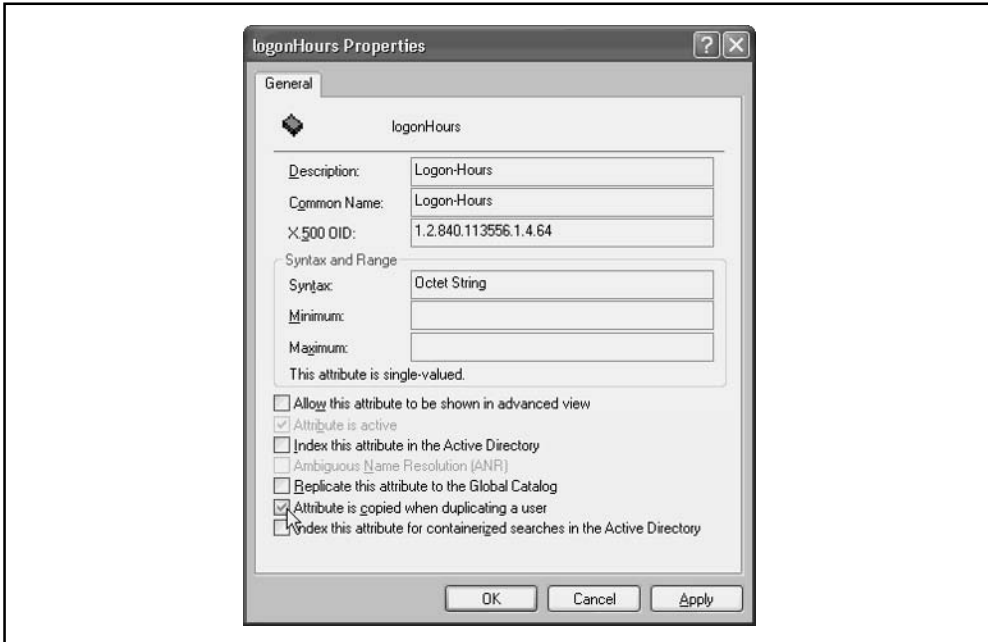 logonHours Properties
General
logonHours
Description: Logon-Hours
Common Name: Logon-Hours
X.500 OID: 1.2.840.113556.1.4.64
Syntax and Range
Syntax: Octet String
Minimum:
Maximum:
This attribute is single-valued.
Allow this attribute to be shown in advanced view
Attribute is active
Index this attribute in the Active Directory
Ambiguous Name Resolution (ANR)
Replicate this attribute to the Global Catalog
Attribute is copied when duplicating a user
Index this attribute for containerized searches in the Active Directory
OK Cancel Apply